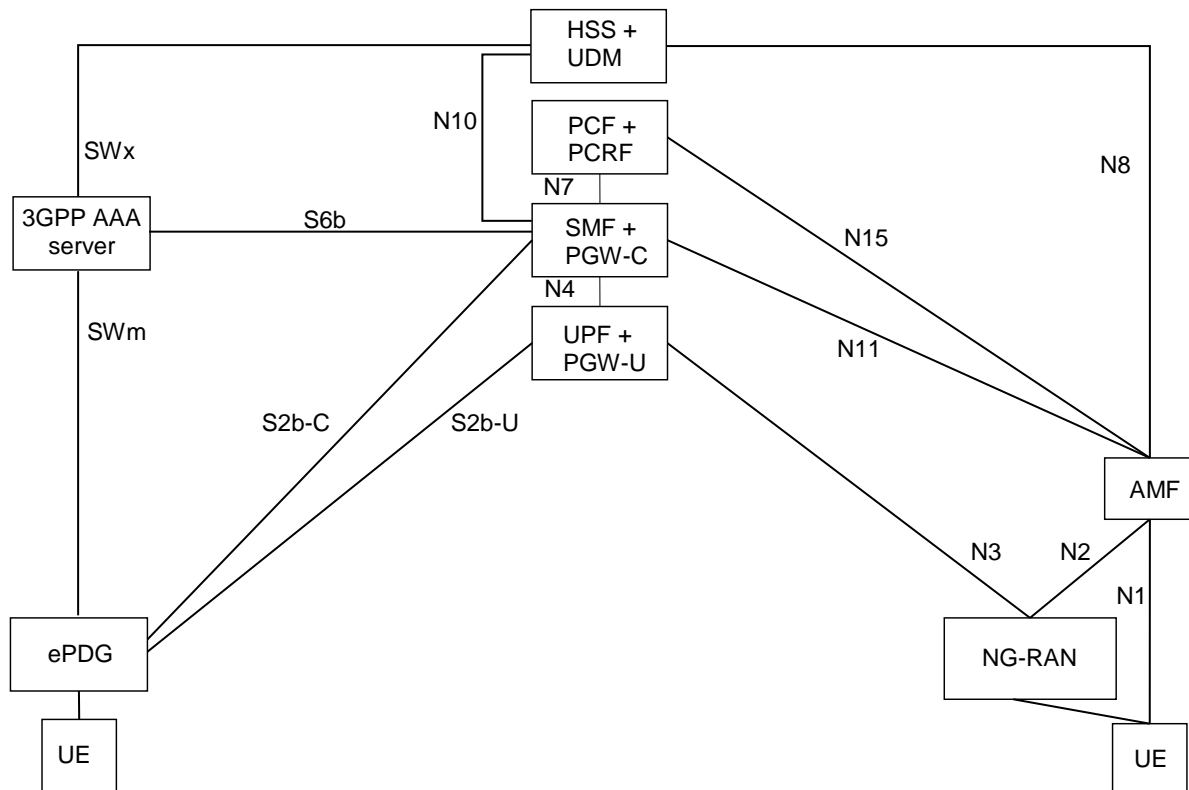 HSS +
UDM
N10
PCF +
PCRF
SWx
N8
N7
3GPP AAA
server
S6b
SMF +
PGW-C
N15
N4
SWm
UPF +
PGW-U
N11
S2b-C
S2b-U
AMF
N3
N2
N1
ePDG
NG-RAN
UE
UE